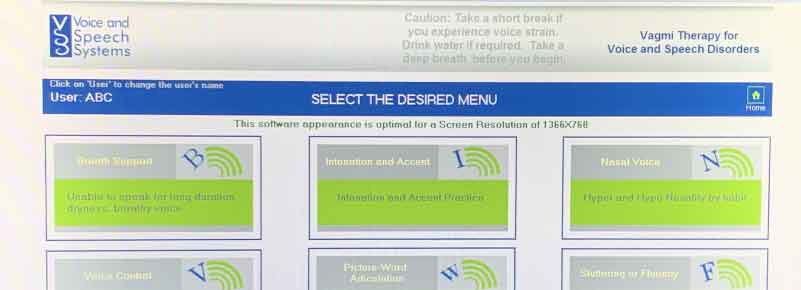 Voice and
Speech
Systems
VSS
Caution: Take a short break if
you experience voice strain.
Drink water if required. Take a
deep breath, before you begin.
Vagmi Therapy for
Voice and Speech Disorders
Click on 'User' to change the user's name
User: ABC
SELECT THE DESIRED MENU
Home
This software appearance is optimal for a Screen Resolution of 1366X768
Breath Support
B
Unable to speak for long duration,
dryness, breathy voice
Intonation and Accent
I
Intonation and Accent Practice
Nasal Voice
N
Hyper and Hypo Nasality by habit
Voice Control
V
Picture-Word
Articulation
W
Stuttering or Fluency
F